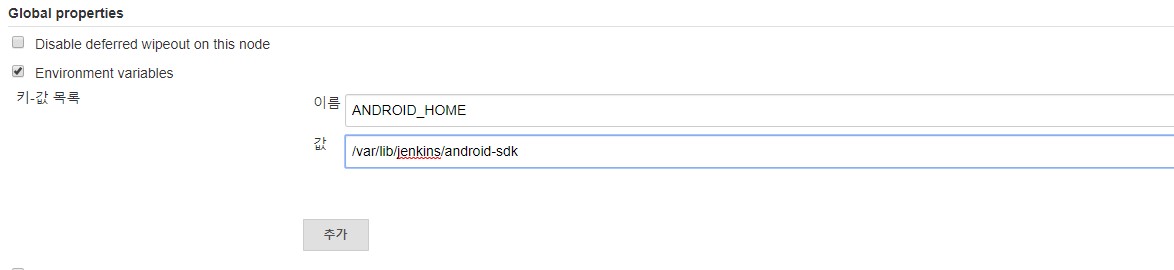 Global properties
Disable deferred wipeout on this node
Environment variables
키-값 목록
이름 ANDROID_HOME
값 /var/lib/jenkins/android-sdk
추가